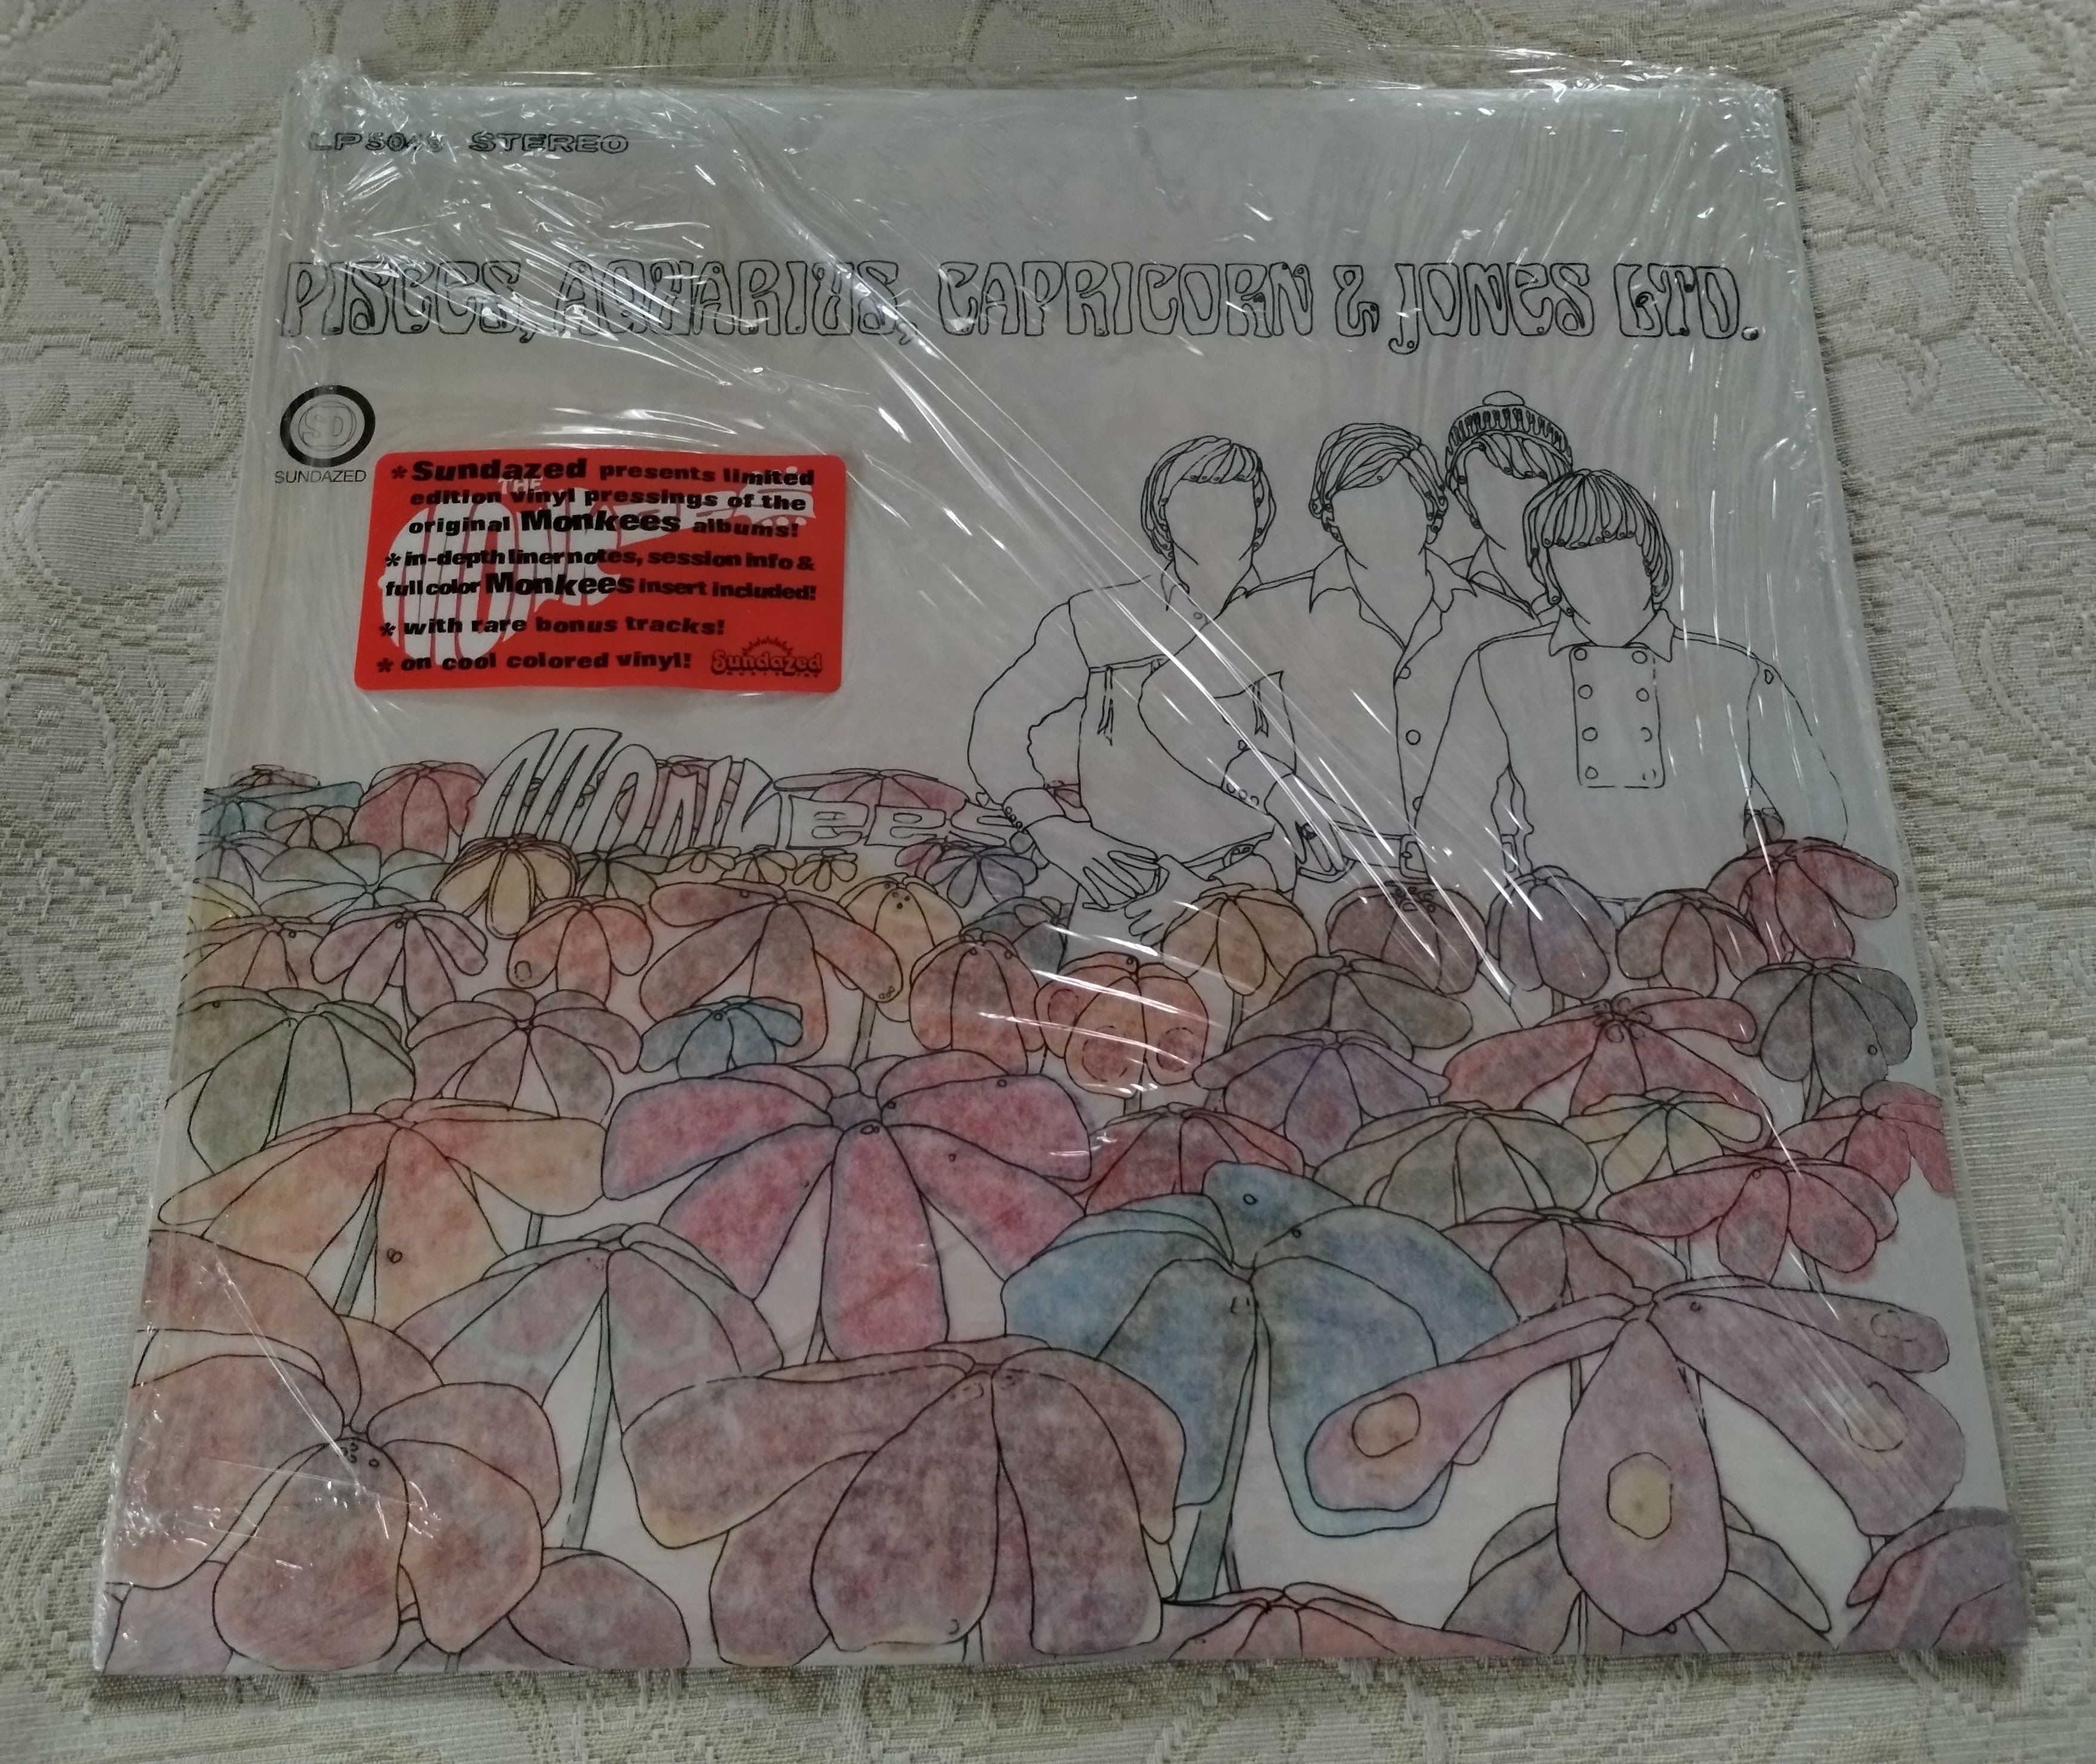 STEREO
PISCES, AQUARIUS, CAPRICORN & JONES LTD.
SD
SUNDAZED
THE
* Sundazed presents limited
edition vinyl pressings of the
original Monkees albums!
* in-depth liner notes, session info &
full color Monkees insert included!
* with rare bonus tracks!
* on cool colored vinyl!
Sundazed
MONKEES